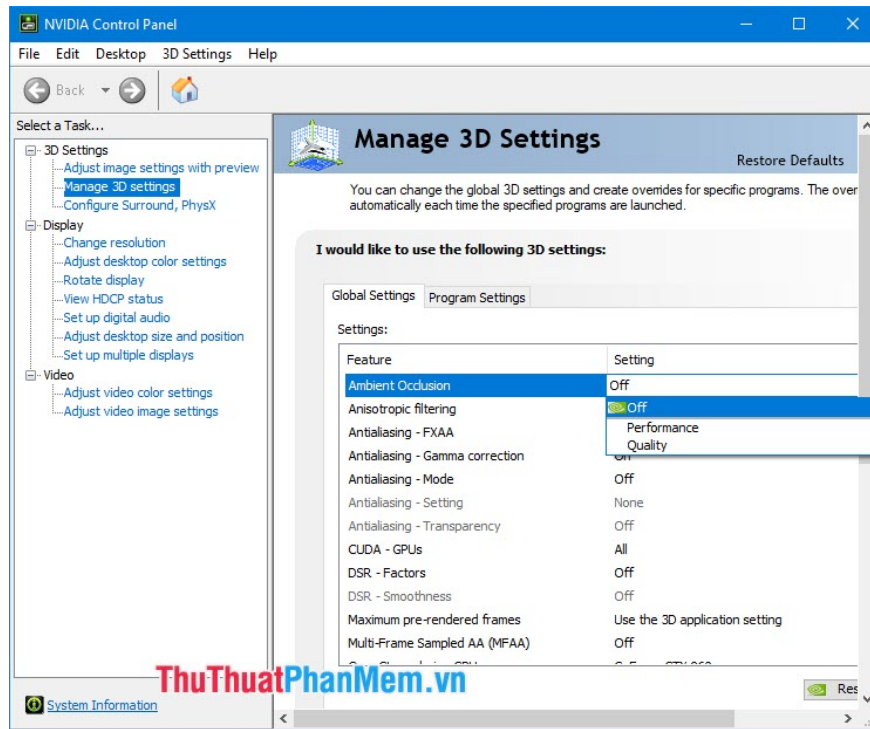 NVIDIA Control Panel
File Edit Desktop 3D Settings Help
Back
Select a Task...
3D Settings
Adjust image settings with preview
Manage 3D settings
Configure Surround, PhysX
Display
Change resolution
Adjust desktop color settings
Rotate display
View HDCP status
Set up digital audio
Adjust desktop size and position
Set up multiple displays
Video
Adjust video color settings
Adjust video image settings
System Information
Manage 3D Settings
Restore Defaults
You can change the global 3D settings and create overrides for specific programs. The over
automatically each time the specified programs are launched.
I would like to use the following 3D settings:
Global Settings Program Settings
Settings:
Feature Setting
Ambient Occlusion Off
Off
Performance
Quality
Anisotropic filtering
Antialiasing - FXAA
Antialiasing - Gamma correction On
Antialiasing - Mode Off
Antialiasing - Setting None
Antialiasing - Transparency Off
CUDA - GPUs All
DSR - Factors Off
DSR - Smoothness Off
Maximum pre-rendered frames Use the 3D application setting
Multi-Frame Sampled AA (MFAA) Off
Res
ThuThuatPhanMem.vn